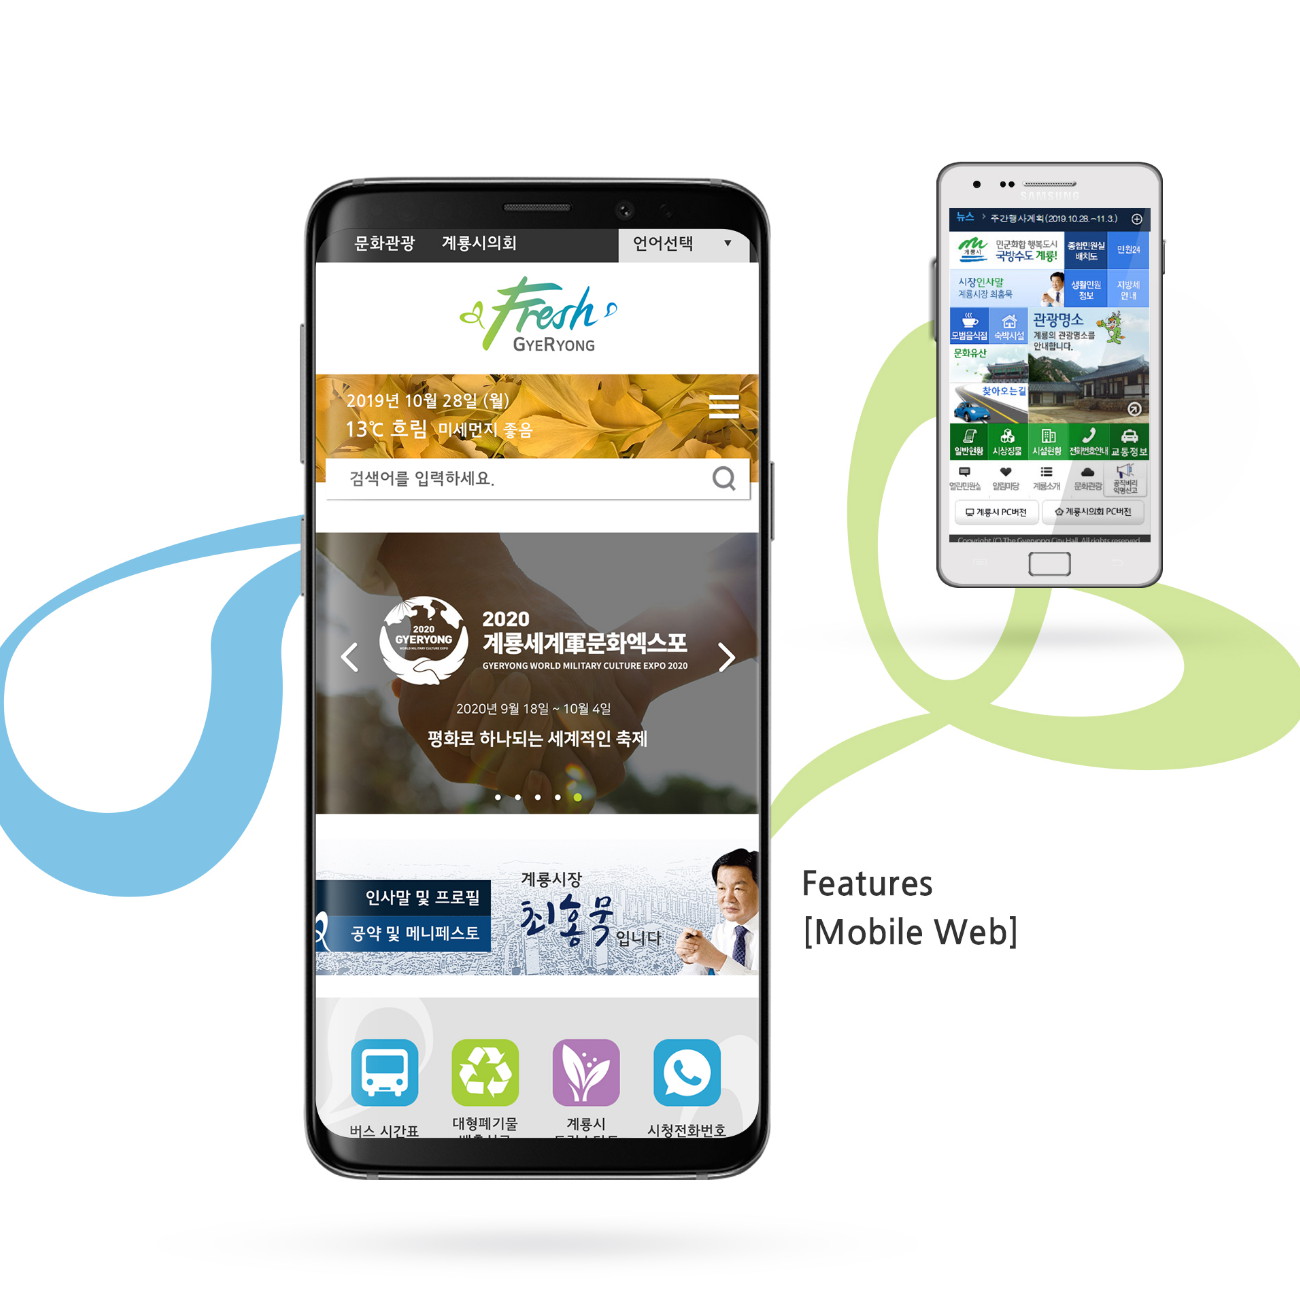 문화관광 계룡시의회 언어선택
Fresh
GYERYONG
2019년 10월 28일 (월)
13℃ 흐림 미세먼지 좋음
검색어를 입력하세요.
2020
GYERYONG
WORLD MILITARY CULTURE EXPO
2020
계룡세계軍문화엑스포
GYERYONG WORLD MILITARY CULTURE EXPO 2020
2020년 9월 18일 ~ 10월 4일
평화로 하나되는 세계적인 축제
인사말 및 프로필
공약 및 메니페스토
계룡시장
최홍묵
입니다
버스 시간표
대형폐기물
계룡시
시청전화번호
SAMSUNG
뉴스 > 주간행사계획(2019.10.28.~11.3.)
계룡시
민군화합 행복도시
국방수도 계룡!
종합민원실
배치도
민원24
시장인사말
계룡시장 최홍묵
생활민원
정보
지방세
안내
모범음식점
숙박시설
관광명소
계룡의 관광명소를
안내합니다.
문화유산
찾아오는길
일반현황
시상징물
시설현황
전화번호안내
교통정보
열린민원실
알림마당
계룡소개
문화관광
공직비리
익명신고
계룡시 PC버전
계룡시의회 PC버전
Copyright (C) The Gyeryong City Hall. All rights reserved.
Features
[Mobile Web]